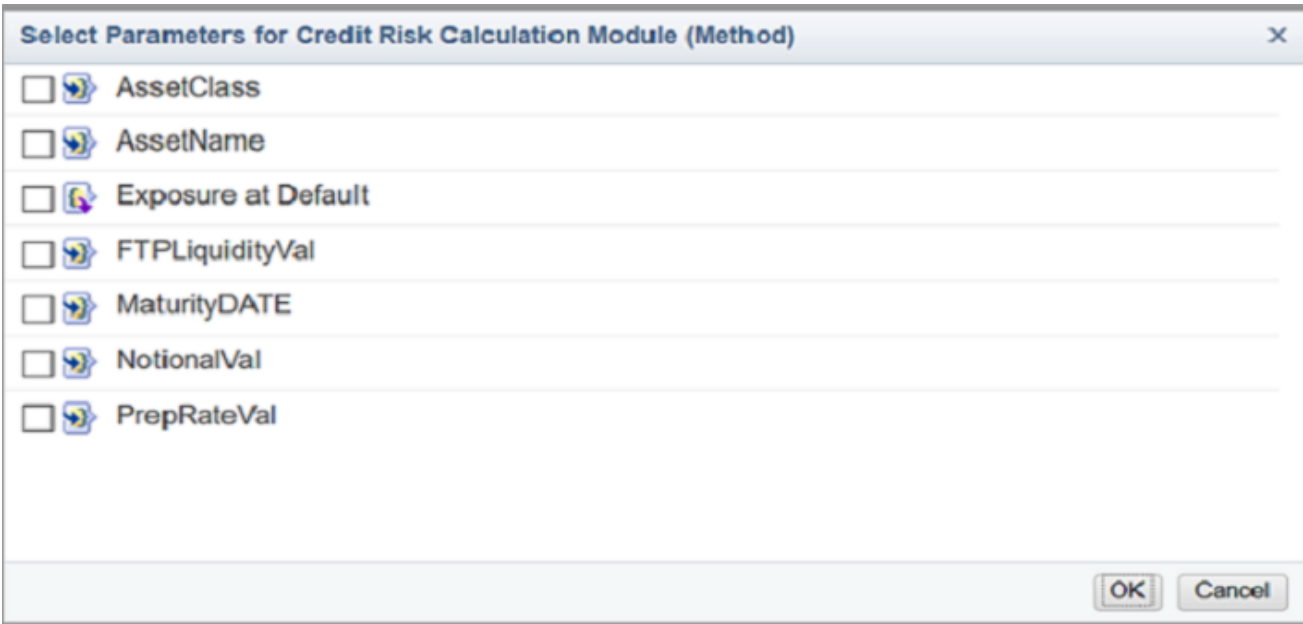 Select Parameters for Credit Risk Calculation Module (Method)
AssetClass
AssetName
Exposure at Default
FTPLiquidityVal
MaturityDATE
NotionalVal
PrepRateVal
OK Cancel